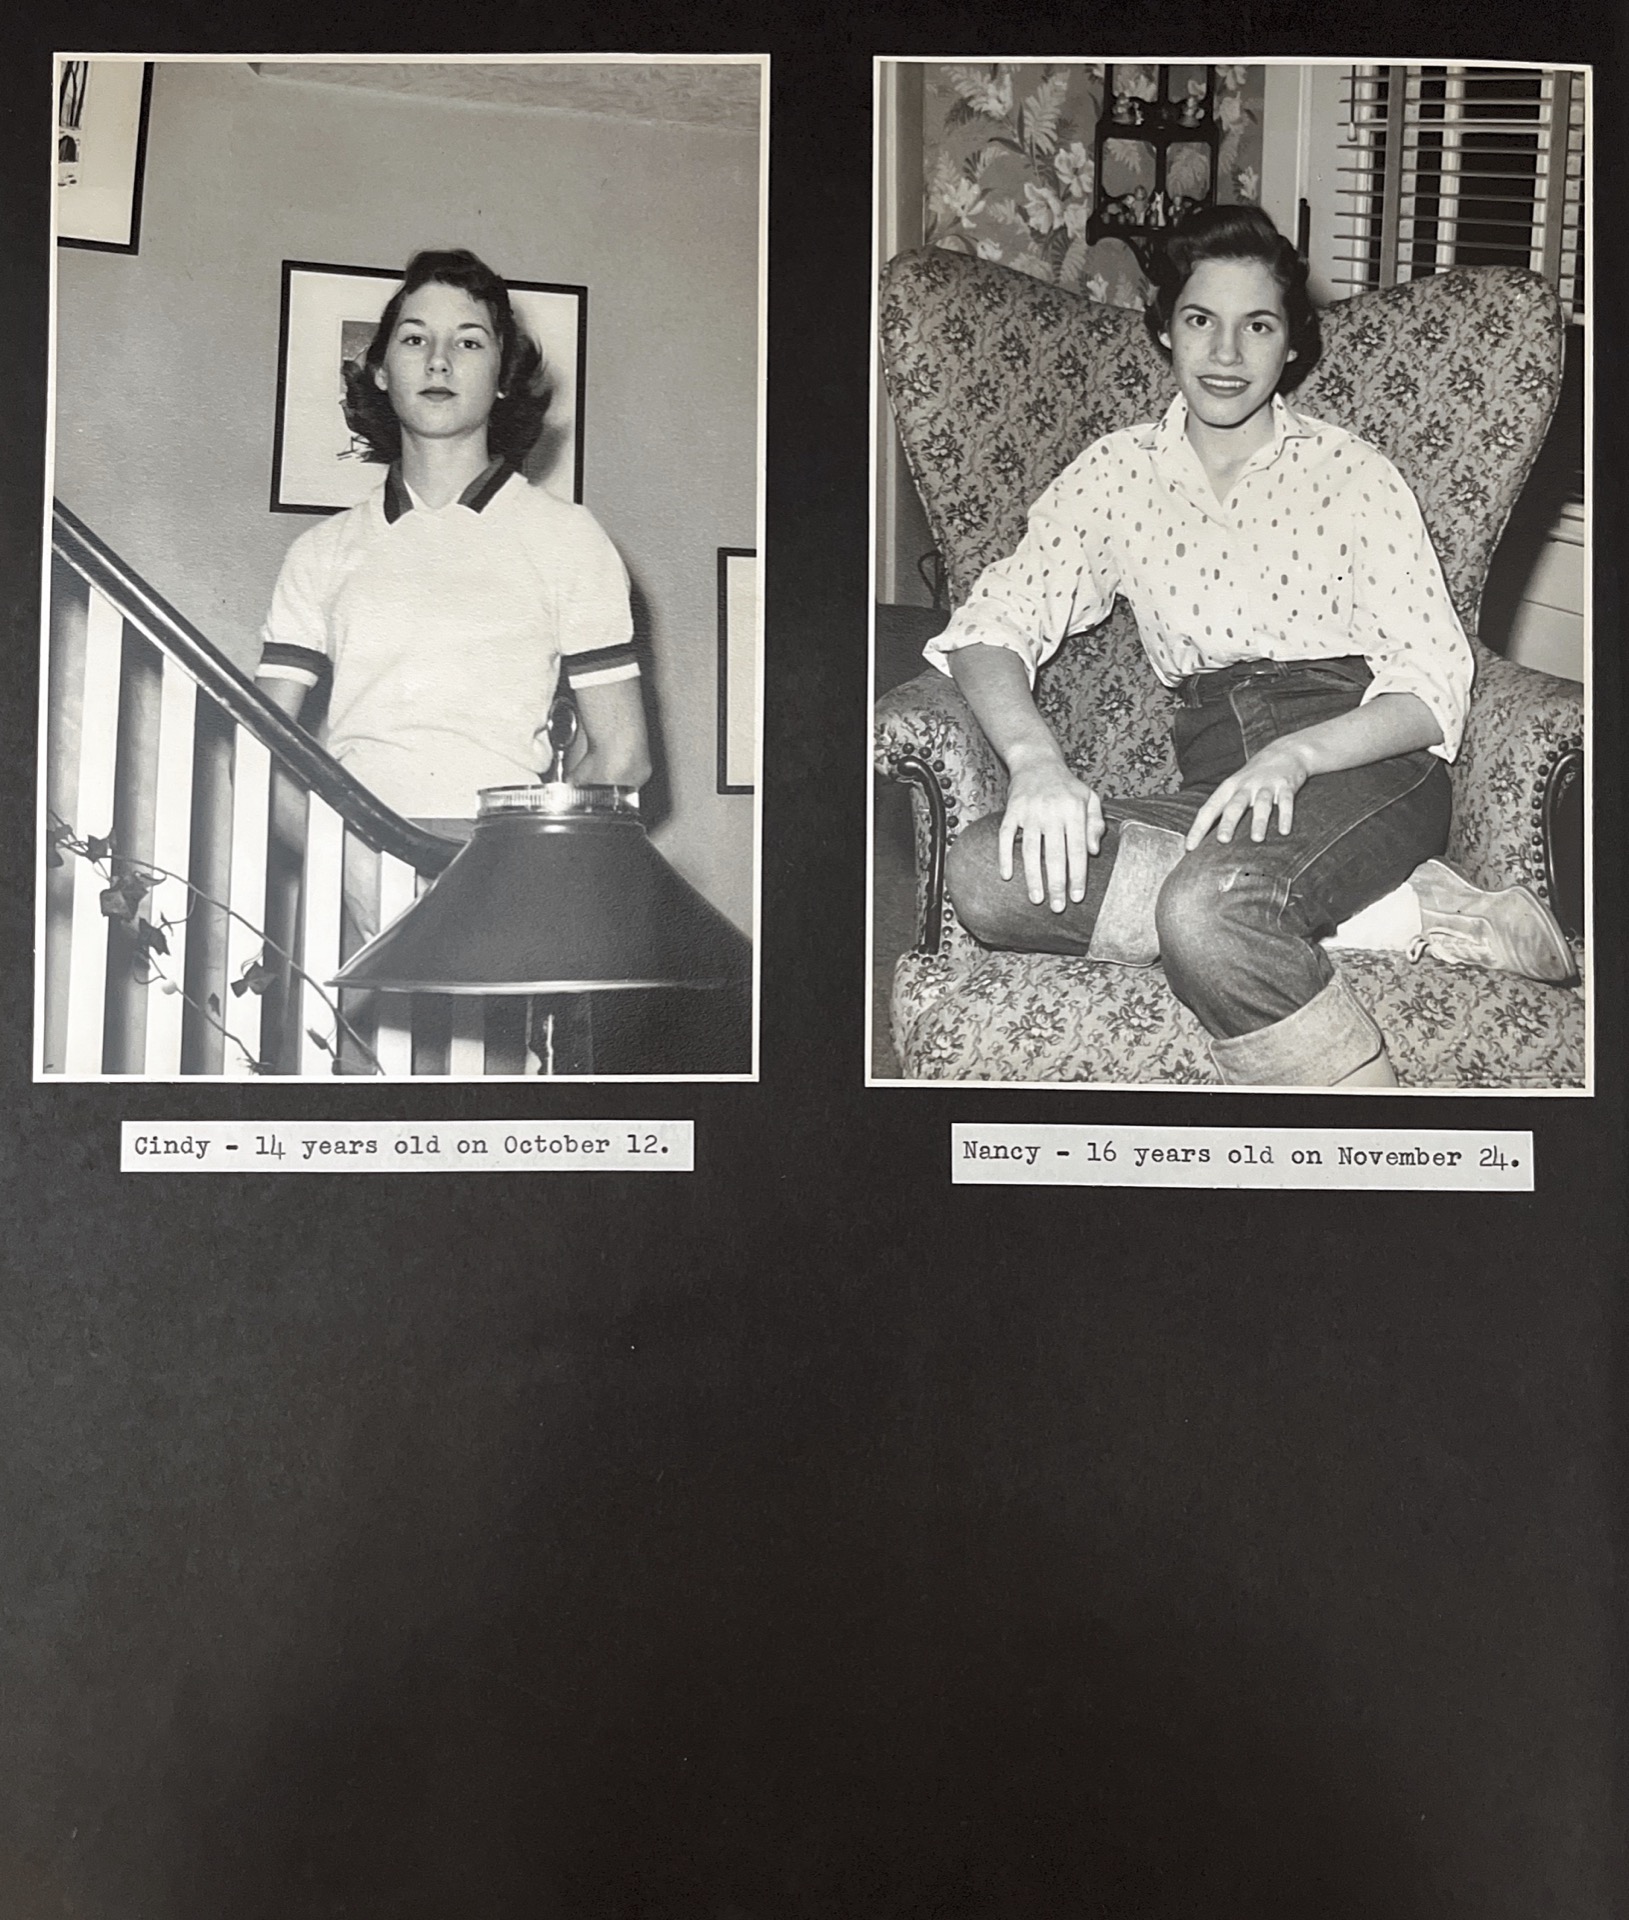 Cindy - 14 years old on October 12.
Nancy - 16 years old on November 24.